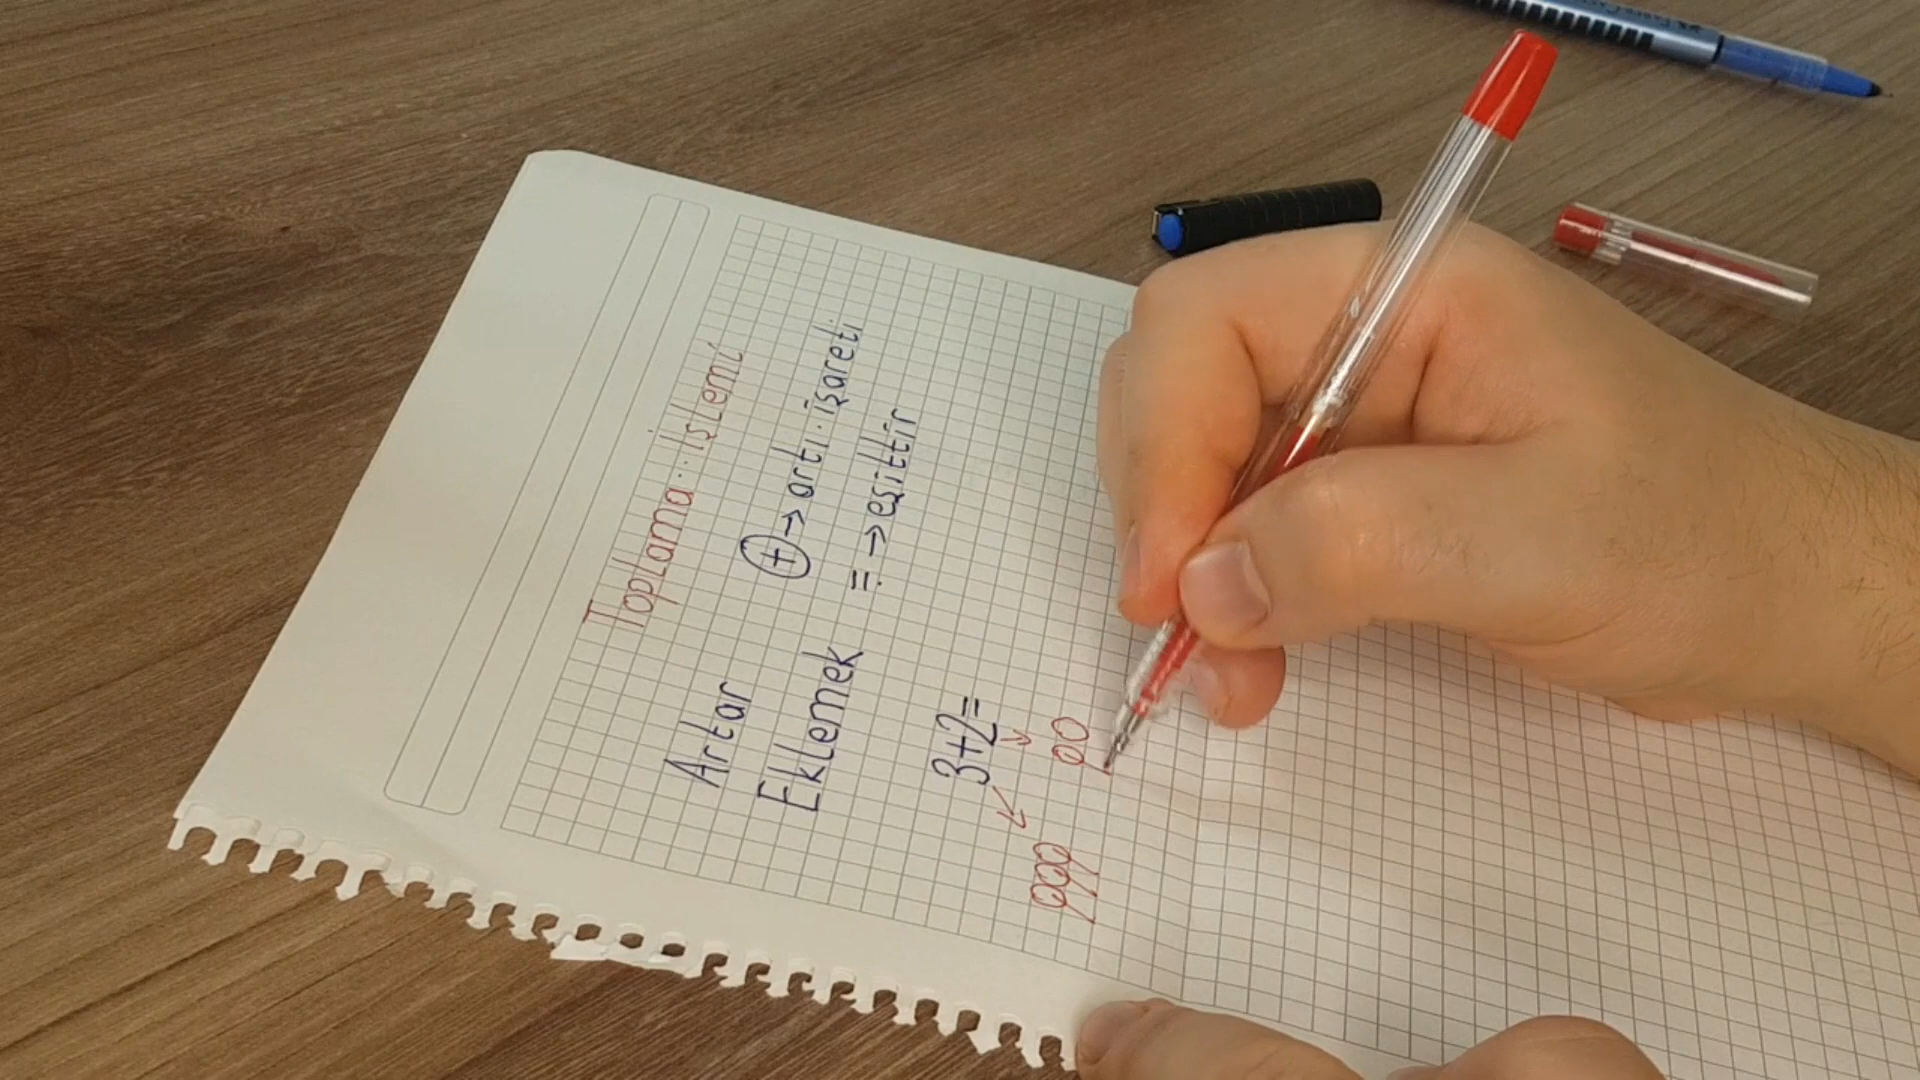 Toplama İşlemi
Artar
+ → artı işareti
Eklemek
= → eşittir
3+2=